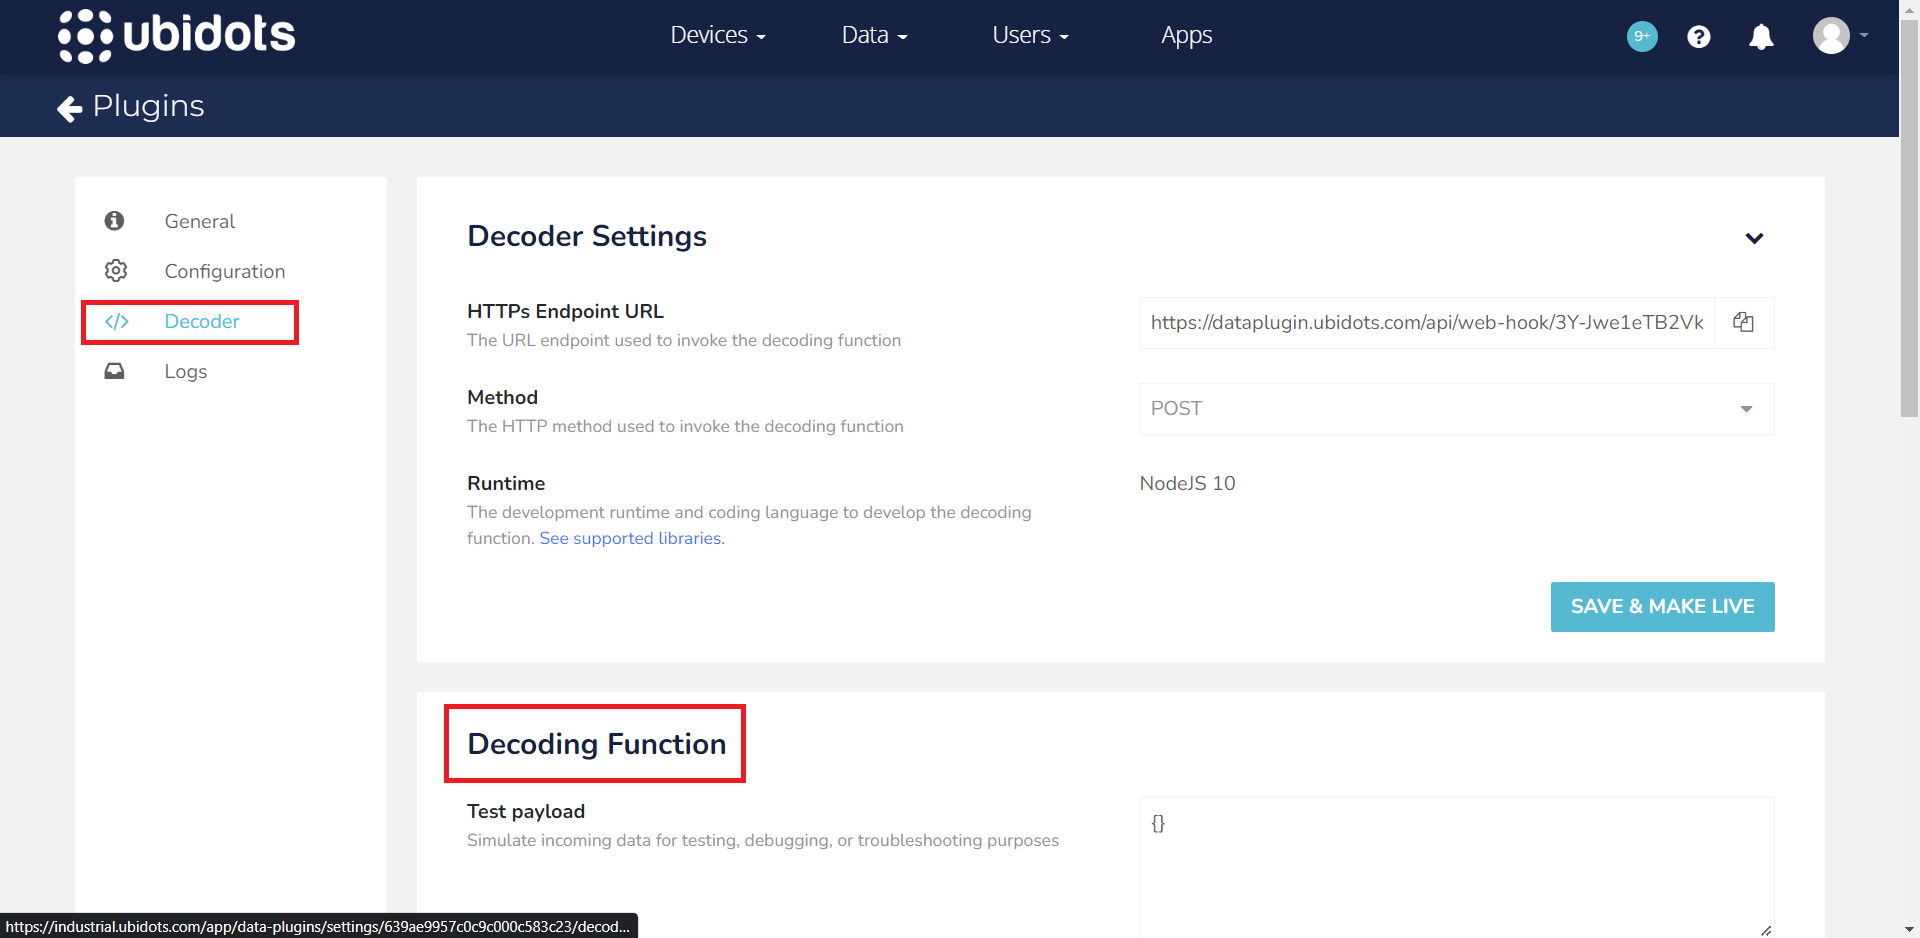 ubidots
Devices
Data
Users
Apps
9+
Plugins
General
Configuration
</> Decoder
Logs
Decoder Settings
HTTPs Endpoint URL
The URL endpoint used to invoke the decoding function
https://dataplugin.ubidots.com/api/web-hook/3Y-Jwe1eTB2Vk
Method
The HTTP method used to invoke the decoding function
POST
Runtime
The development runtime and coding language to develop the decoding
function. See supported libraries.
NodeJS 10
SAVE & MAKE LIVE
Decoding Function
Test payload
Simulate incoming data for testing, debugging, or troubleshooting purposes
{}
https://industrial.ubidots.com/app/data-plugins/settings/639ae9957c0c9c000c583c23/decod...